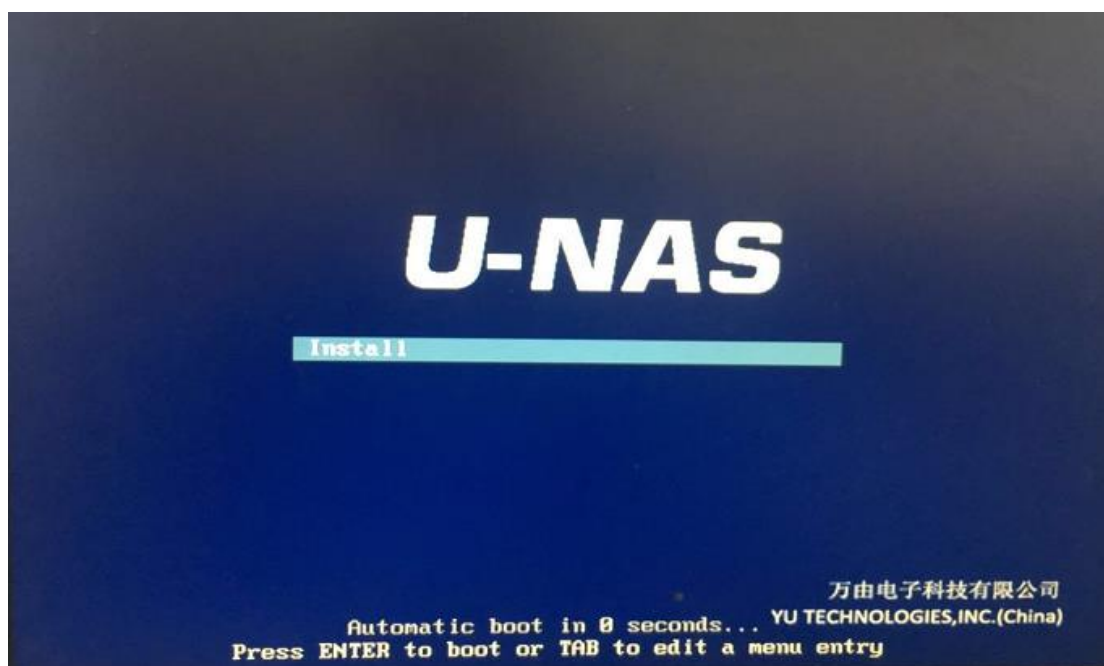 U-NAS
Install
万由电子科技有限公司
Automatic boot in 0 seconds... YU TECHNOLOGIES,INC.(China)
Press ENTER to boot or TAB to edit a menu entry